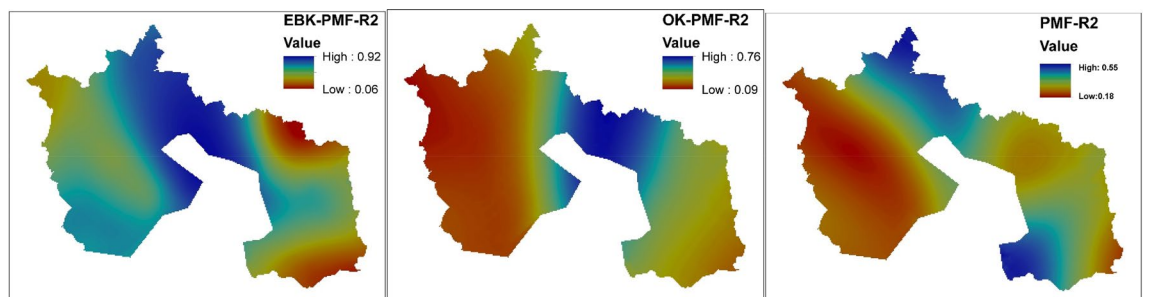 EBK-PMF-R2
Value
High : 0.92
Low : 0.06
OK-PMF-R2
Value
High : 0.76
Low : 0.09
PMF-R2
Value
High: 0.55
Low:0.18